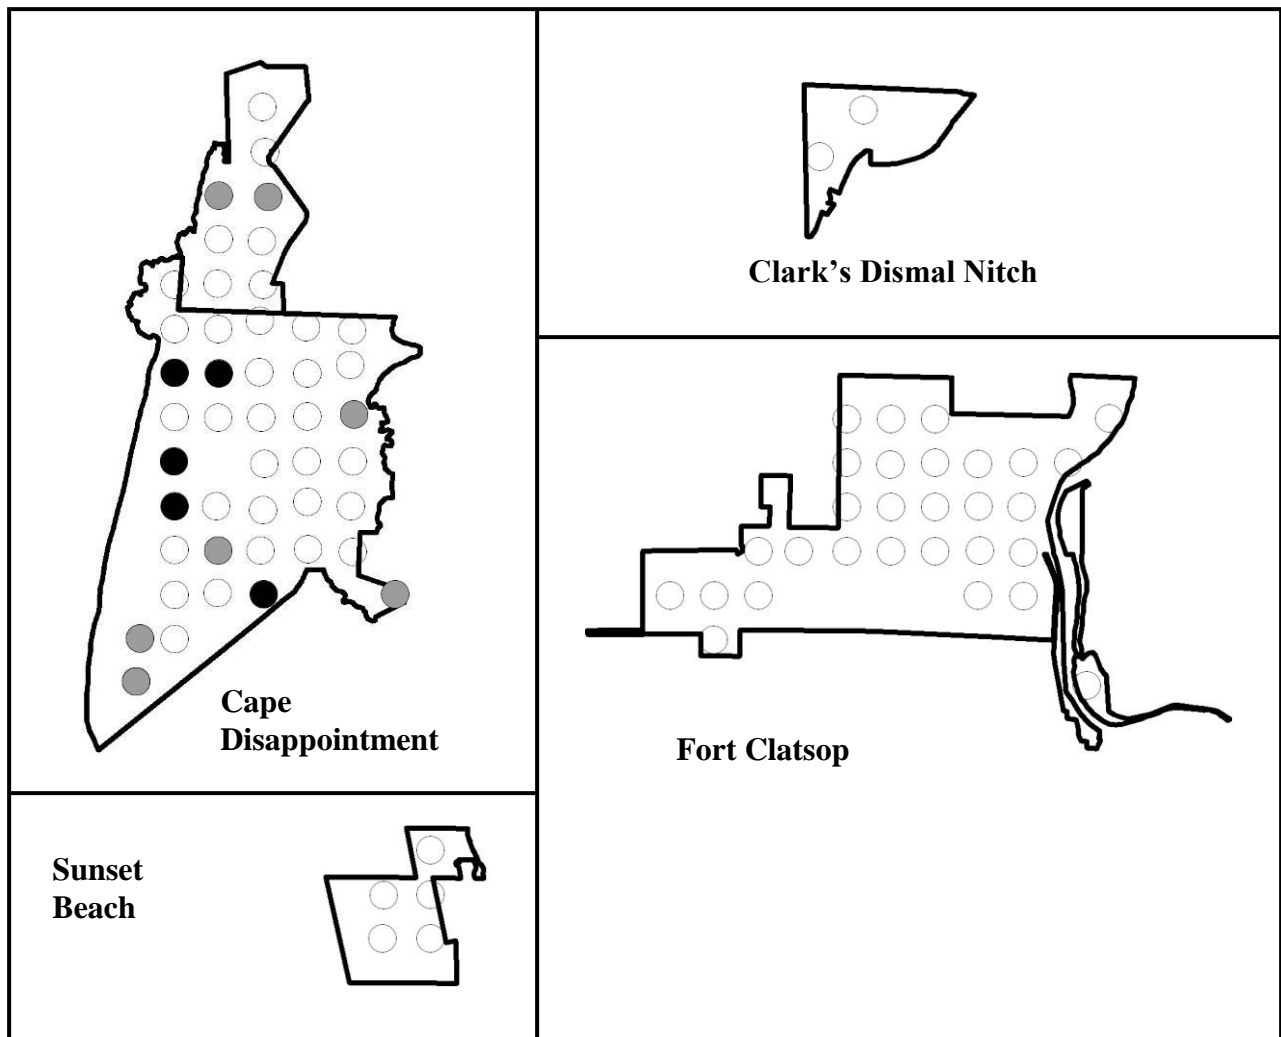 Clark’s Dismal Nitch
Cape
Disappointment
Fort Clatsop
Sunset
Beach